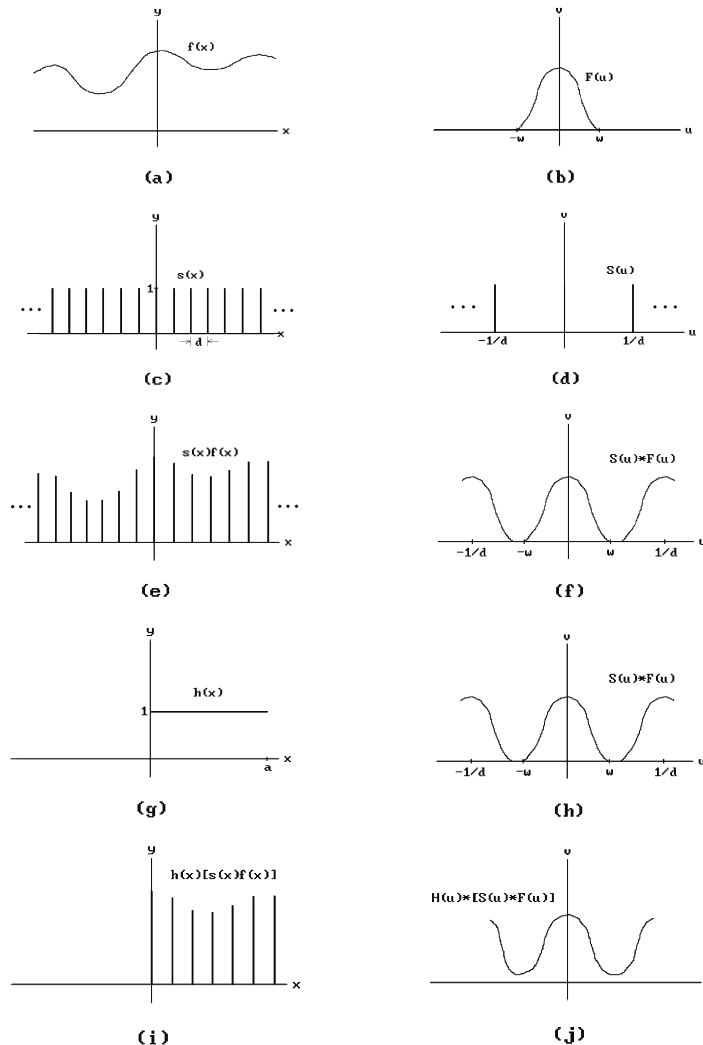 y
f(x)
x
(a)
v
F(u)
-w
w
u
(b)
y
s(x)
1
...
...
x
d
(c)
v
S(u)
...
...
-1/d
1/d
u
(d)
y
s(x)f(x)
...
...
x
(e)
v
S(u)*F(u)
-1/d
-w
w
1/d
u
(f)
y
h(x)
1
a
x
(g)
v
S(u)*F(u)
-1/d
-w
w
1/d
u
(h)
y
h(x)[s(x)f(x)]
x
(i)
v
H(u)*[S(u)*F(u)]
(j)